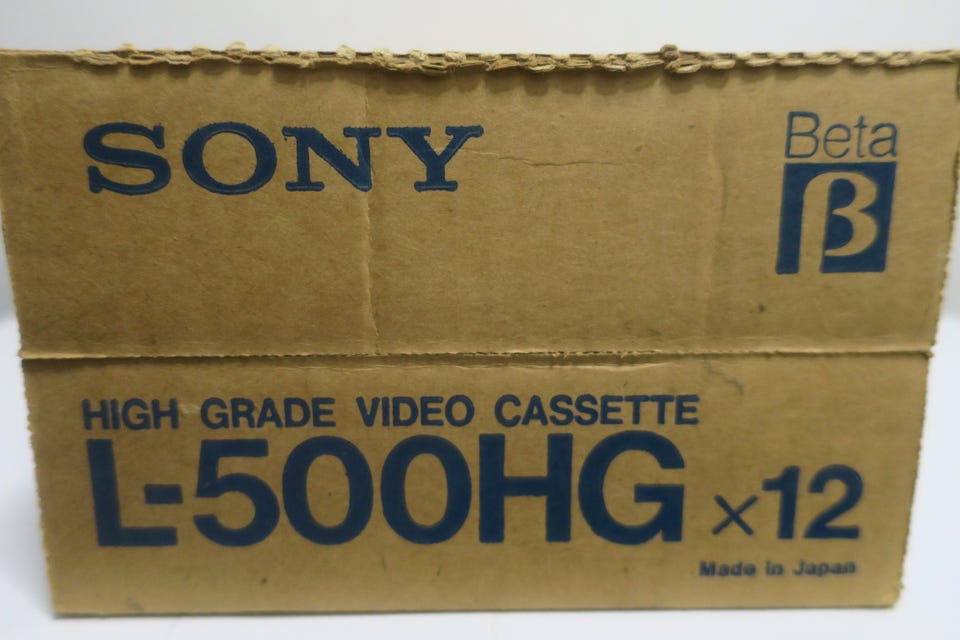 SONY
Beta
β
HIGH GRADE VIDEO CASSETTE
L-500HG ×12
Made in Japan